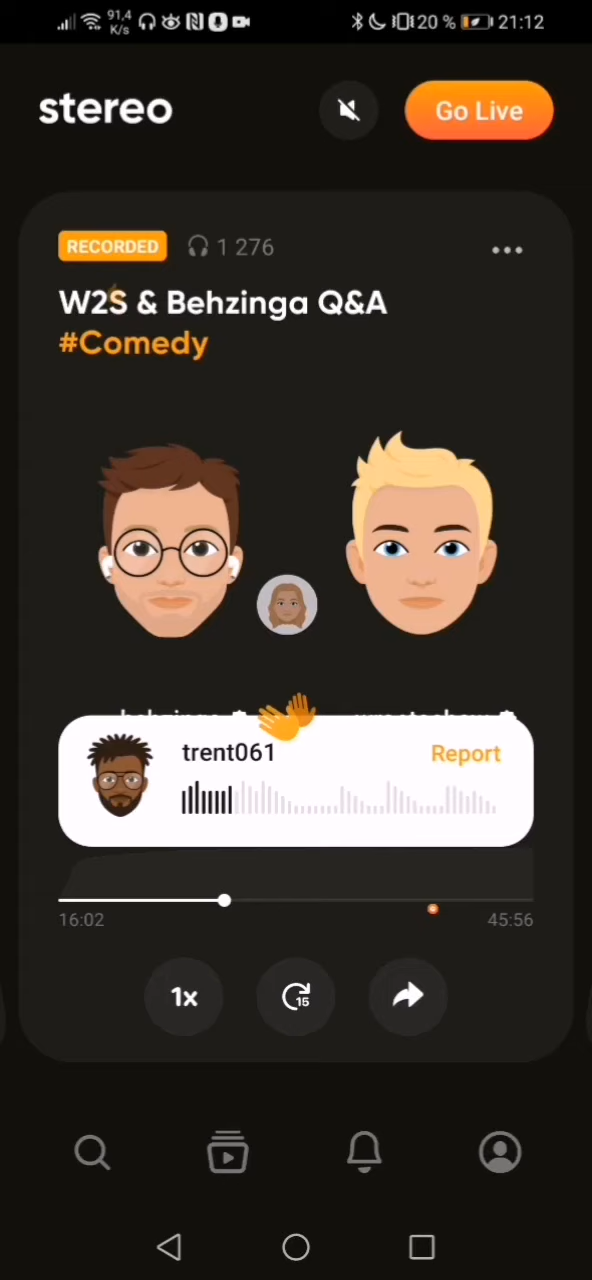 91,4
K/s
20 %
21:12
stereo
Go Live
RECORDED
1 276
W2S & Behzinga Q&A
#Comedy
trent061
Report
16:02
45:56
1x
15